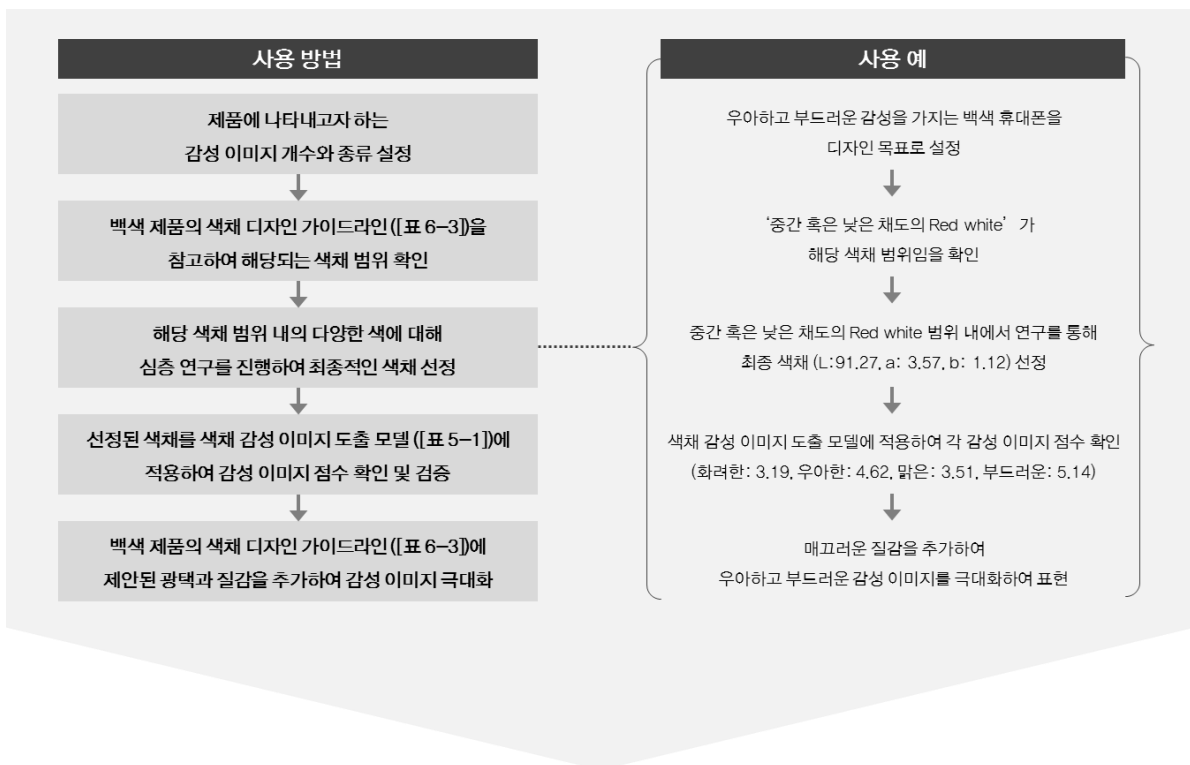 사용 방법
제품에 나타내고자 하는
감성 이미지 개수와 종류 설정
백색 제품의 색채 디자인 가이드라인([표 6-3])을
참고하여 해당되는 색채 범위 확인
해당 색채 범위 내의 다양한 색에 대해
심층 연구를 진행하여 최종적인 색채 선정
선정된 색채를 색채 감성 이미지 도출 모델 ([표 5-1])에
적용하여 감성 이미지 점수 확인 및 검증
백색 제품의 색채 디자인 가이드라인([표 6-3])에
제안된 광택과 질감을 추가하여 감성 이미지 극대화
사용 예
우아하고 부드러운 감성을 가지는 백색 휴대폰을
디자인 목표로 설정
‘중간 혹은 낮은 채도의 Red white’ 가
해당 색채 범위임을 확인
중간 혹은 낮은 채도의 Red white 범위 내에서 연구를 통해
최종 색채 (L:91.27, a: 3.57, b: 1.12) 선정
색채 감성 이미지 도출 모델에 적용하여 각 감성 이미지 점수 확인
(화려한: 3.19, 우아한: 4.62, 맑은: 3.51, 부드러운: 5.14)
매끄러운 질감을 추가하여
우아하고 부드러운 감성 이미지를 극대화하여 표현